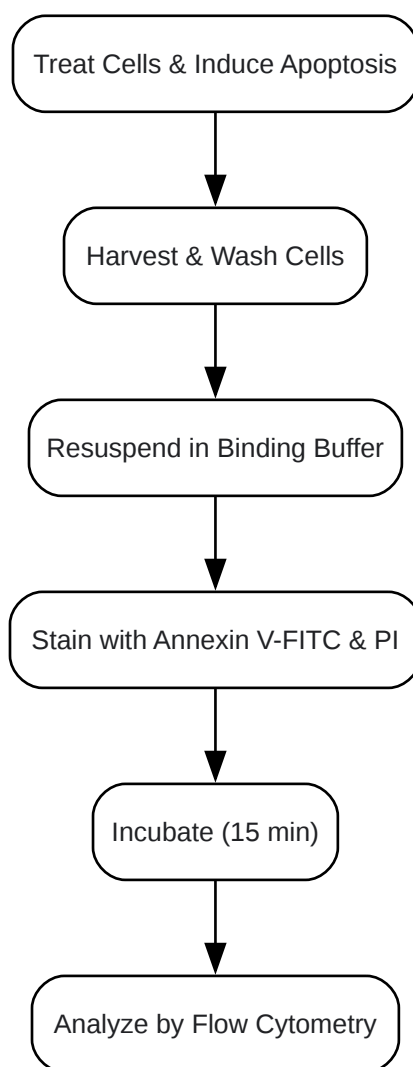 Treat Cells & Induce Apoptosis
Harvest & Wash Cells
Resuspend in Binding Buffer
Stain with Annexin V-FITC & PI
Incubate (15 min)
Analyze by Flow Cytometry